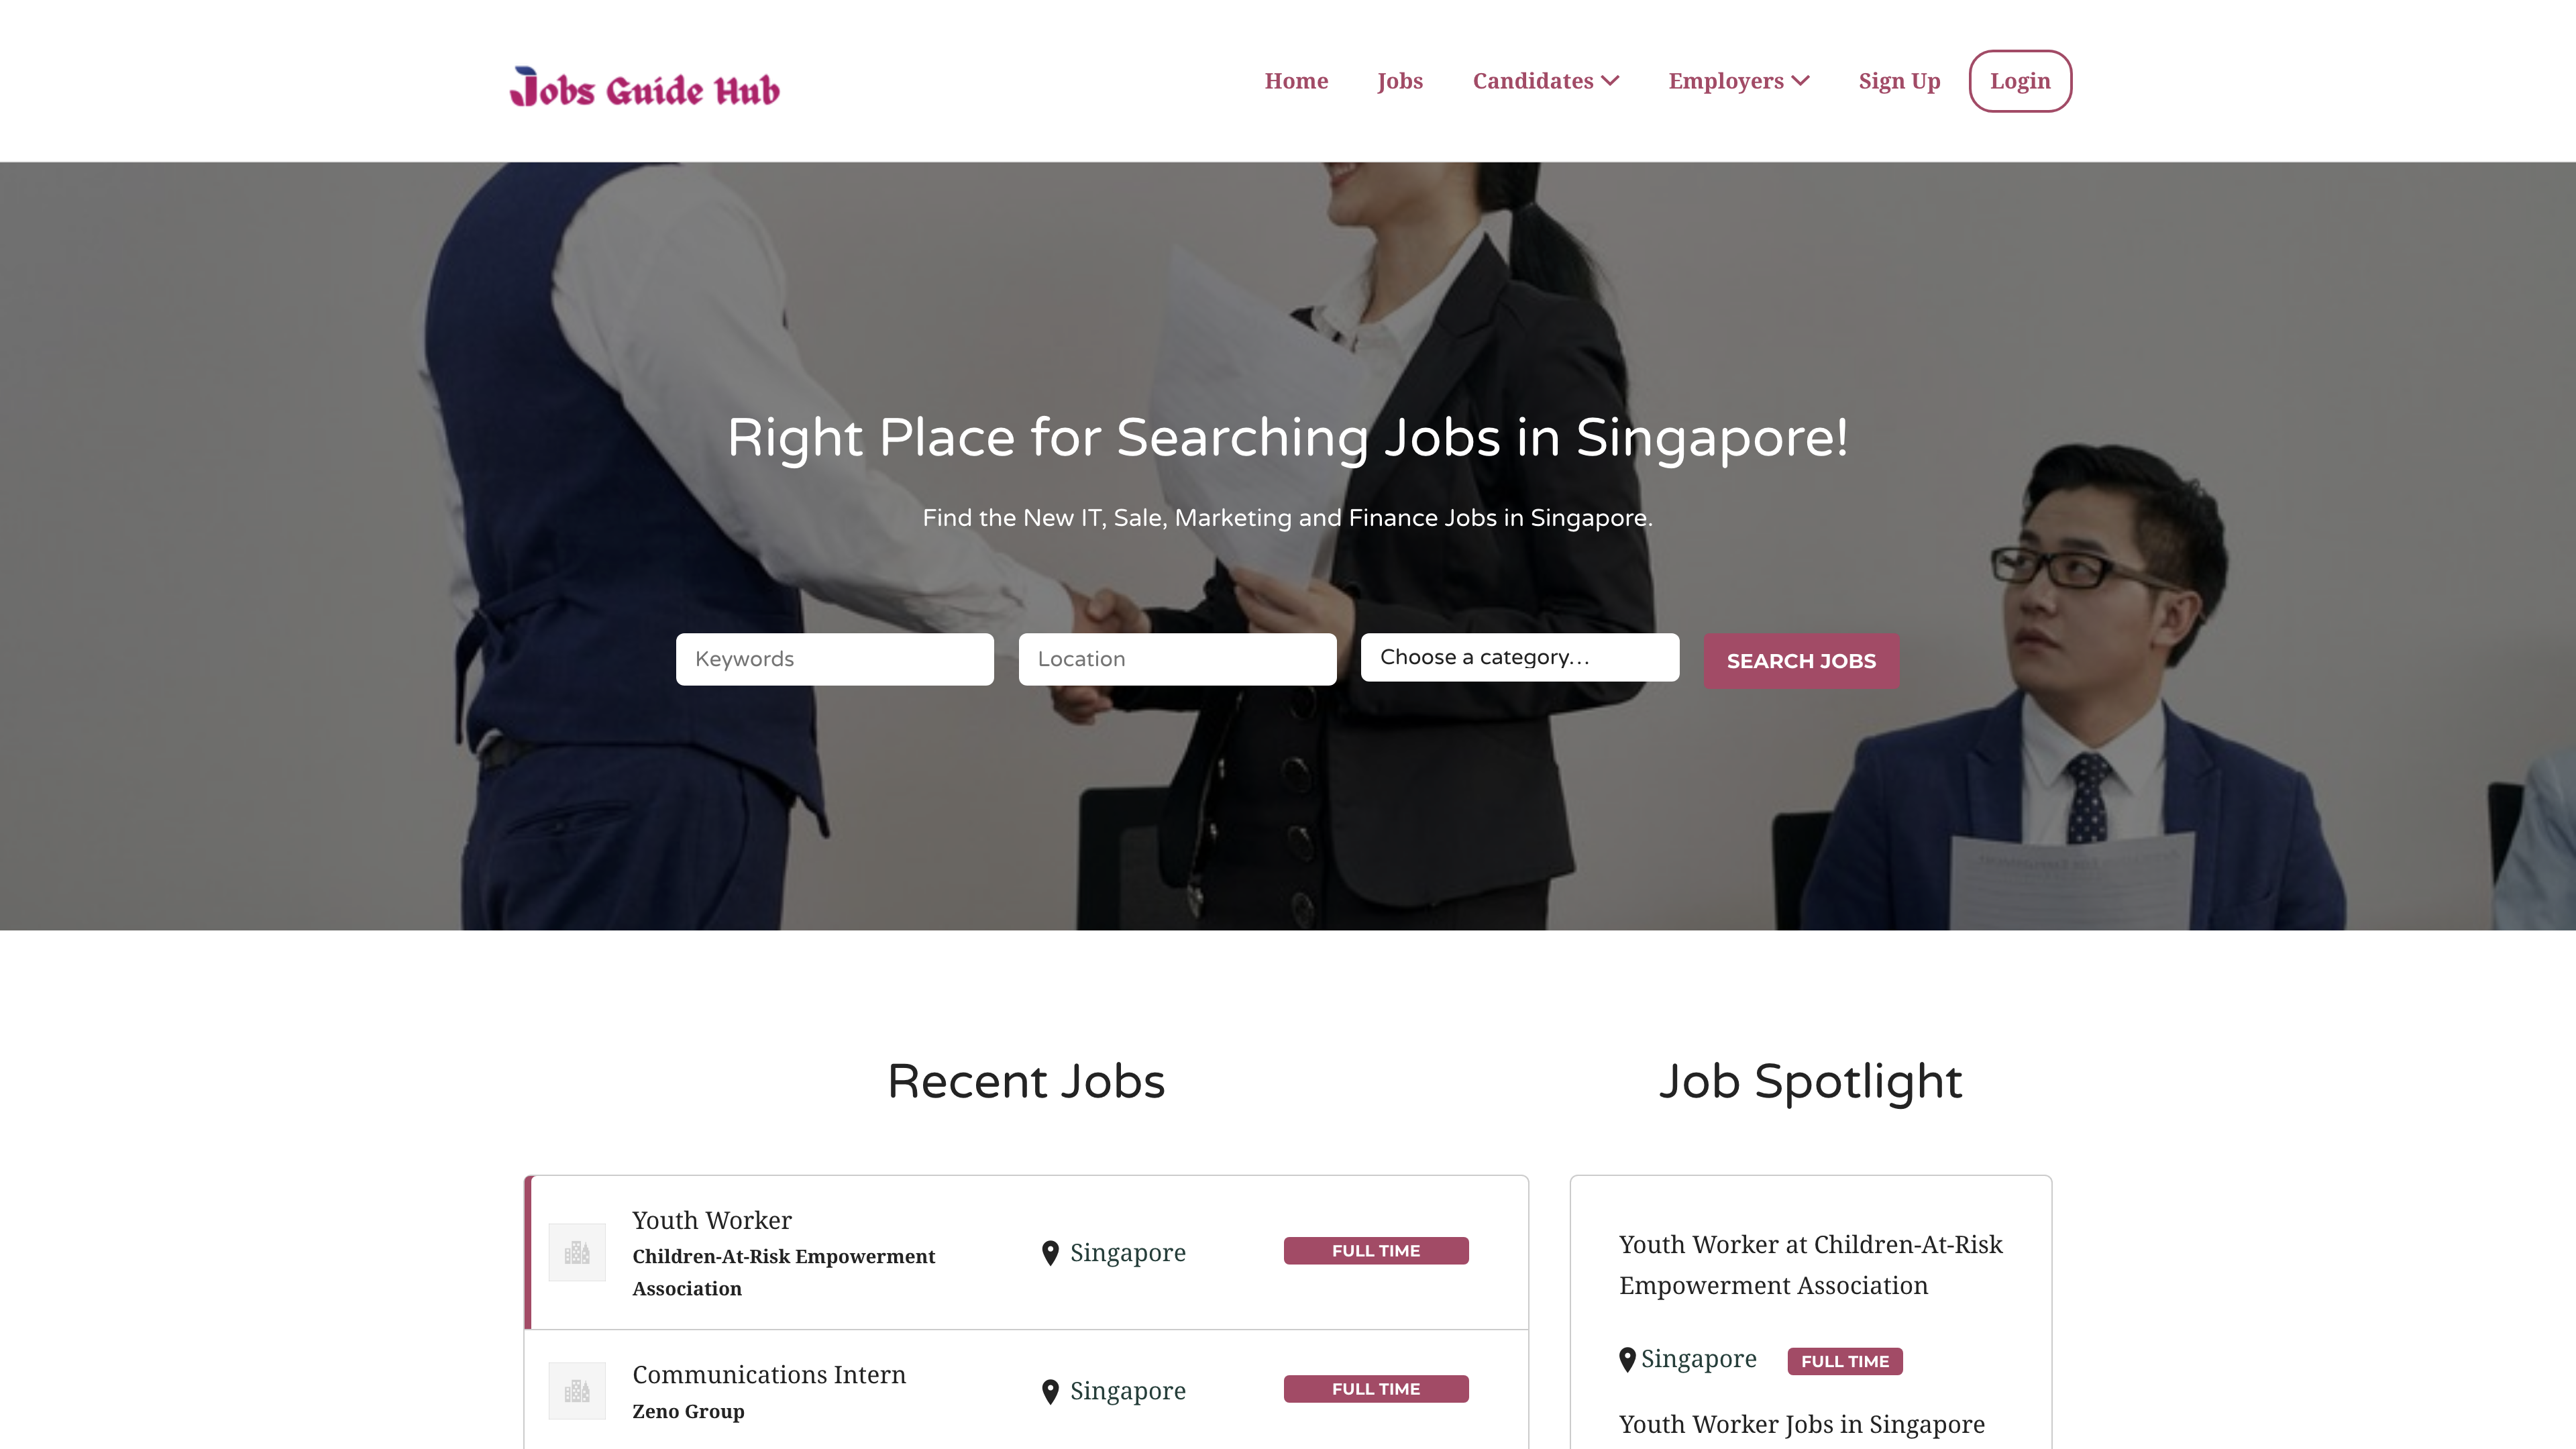 Jobs Guide Hub
Home Jobs Candidates Employers Sign Up Login
Right Place for Searching Jobs in Singapore!
Find the New IT, Sale, Marketing and Finance Jobs in Singapore.
Keywords Location Choose a category... SEARCH JOBS
Recent Jobs
Youth Worker
Children-At-Risk Empowerment
Association
Singapore
FULL TIME
Communications Intern
Zeno Group
Singapore
FULL TIME
Job Spotlight
Youth Worker at Children-At-Risk
Empowerment Association
Singapore FULL TIME
Youth Worker Jobs in Singapore